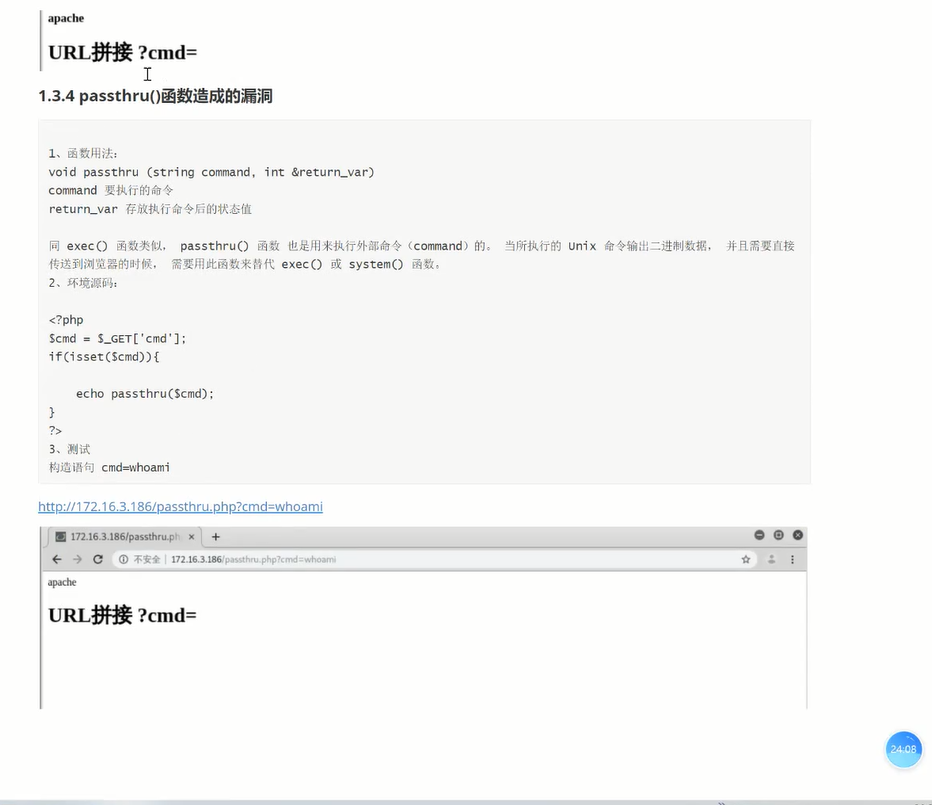 apache
URL拼接 ?cmd=
1.3.4 passthru()函数造成的漏洞
1、函数用法:
void passthru (string command, int &return_var)
command 要执行的命令
return_var 存放执行命令后的状态值
同 exec() 函数类似， passthru() 函数 也是用来执行外部命令（command）的。 当所执行的 Unix 命令输出二进制数据， 并且需要直接
传送到浏览器的时候， 需要用此函数来替代 exec() 或 system() 函数。
2、环境源码:
<?php
$cmd = $_GET['cmd'];
if(isset($cmd)){
    echo passthru($cmd);
}
?>
3、测试
构造语句 cmd=whoami
http://172.16.3.186/passthru.php?cmd=whoami
172.16.3.186/passthru.ph
不安全 | 172.16.3.186/passthru.php?cmd=whoami
apache
URL拼接 ?cmd=
24:08